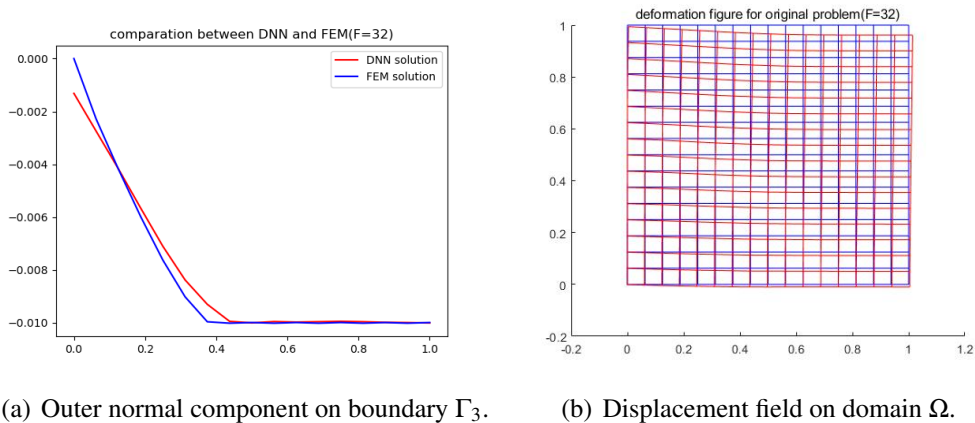 comparation between DNN and FEM(F=32)
DNN solution
FEM solution
0.000
−0.002
−0.004
−0.006
−0.008
−0.010
0.0 0.2 0.4 0.6 0.8 1.0
deformation figure for original problem(F=32)
1
0.8
0.6
0.4
0.2
0
-0.2
-0.2 0 0.2 0.4 0.6 0.8 1 1.2
(a) Outer normal component on boundary Γ3.
(b) Displacement field on domain Ω.